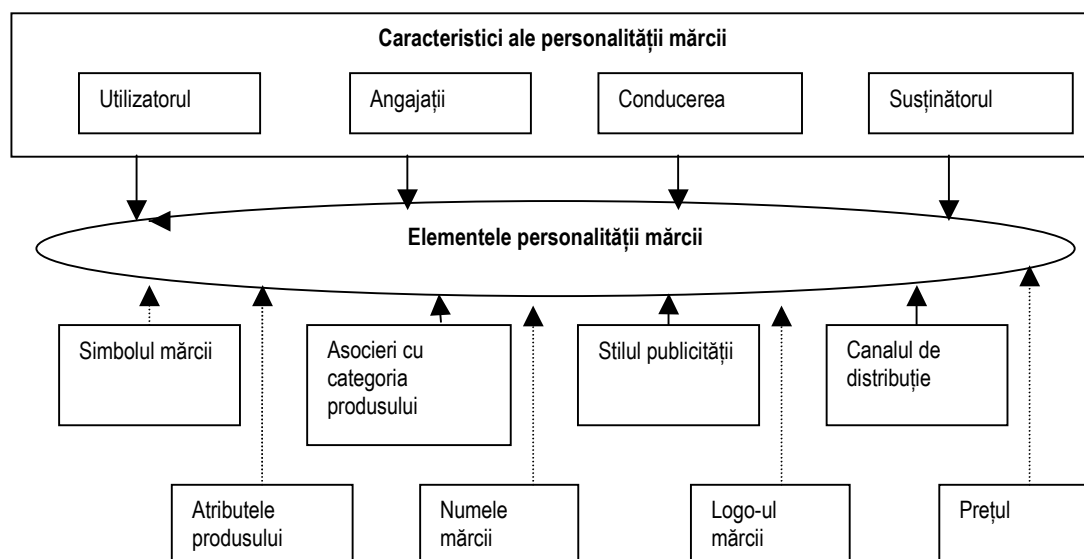 Caracteristici ale personalității mărcii
Utilizatorul
Angajații
Conducerea
Susținătorul
Elementele personalității mărcii
Simbolul mărcii
Asocieri cu
categoria
produsului
Stilul publicității
Canalul de
distribuție
Atributele
produsului
Numele
mărcii
Logo-ul
mărcii
Prețul